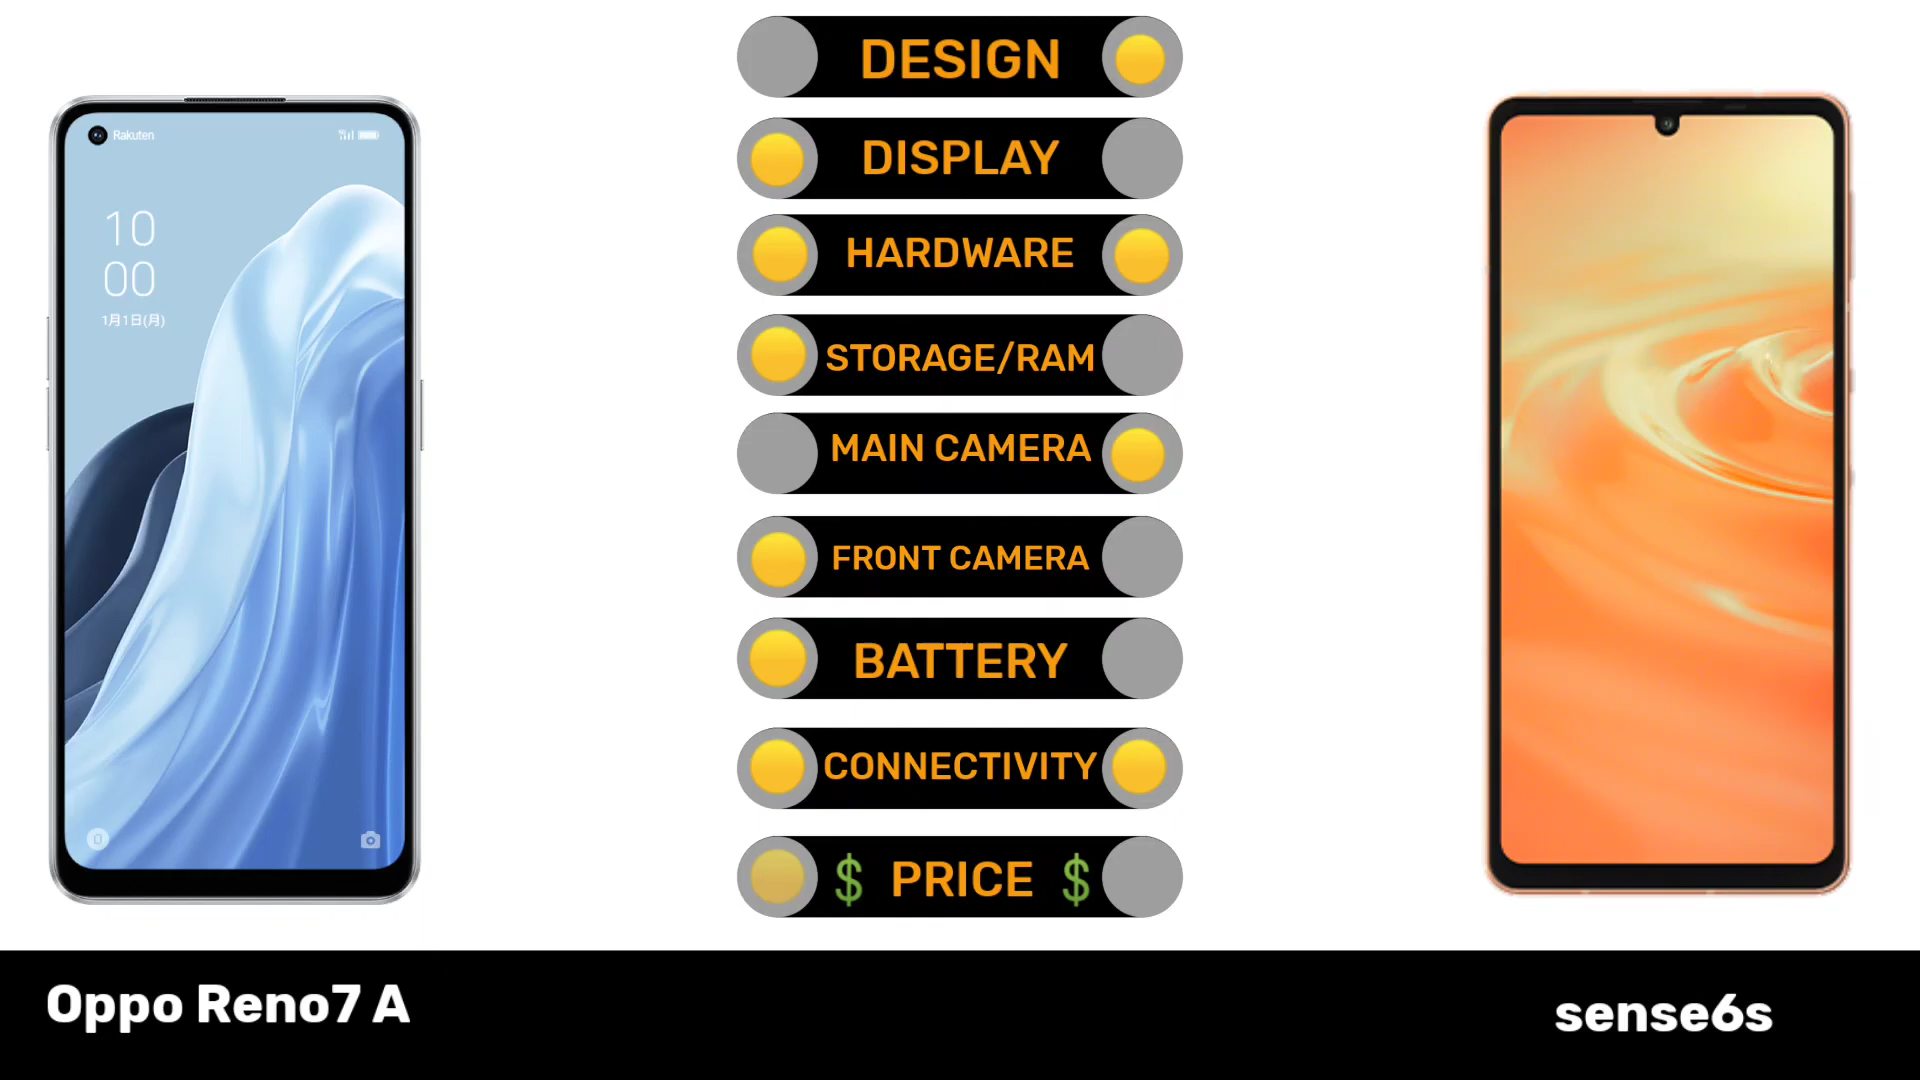 DESIGN
DISPLAY
HARDWARE
STORAGE/RAM
MAIN CAMERA
FRONT CAMERA
BATTERY
CONNECTIVITY
$ PRICE $
Rakuten
10
00
1月1日(月)
Oppo Reno7 A
sense6s